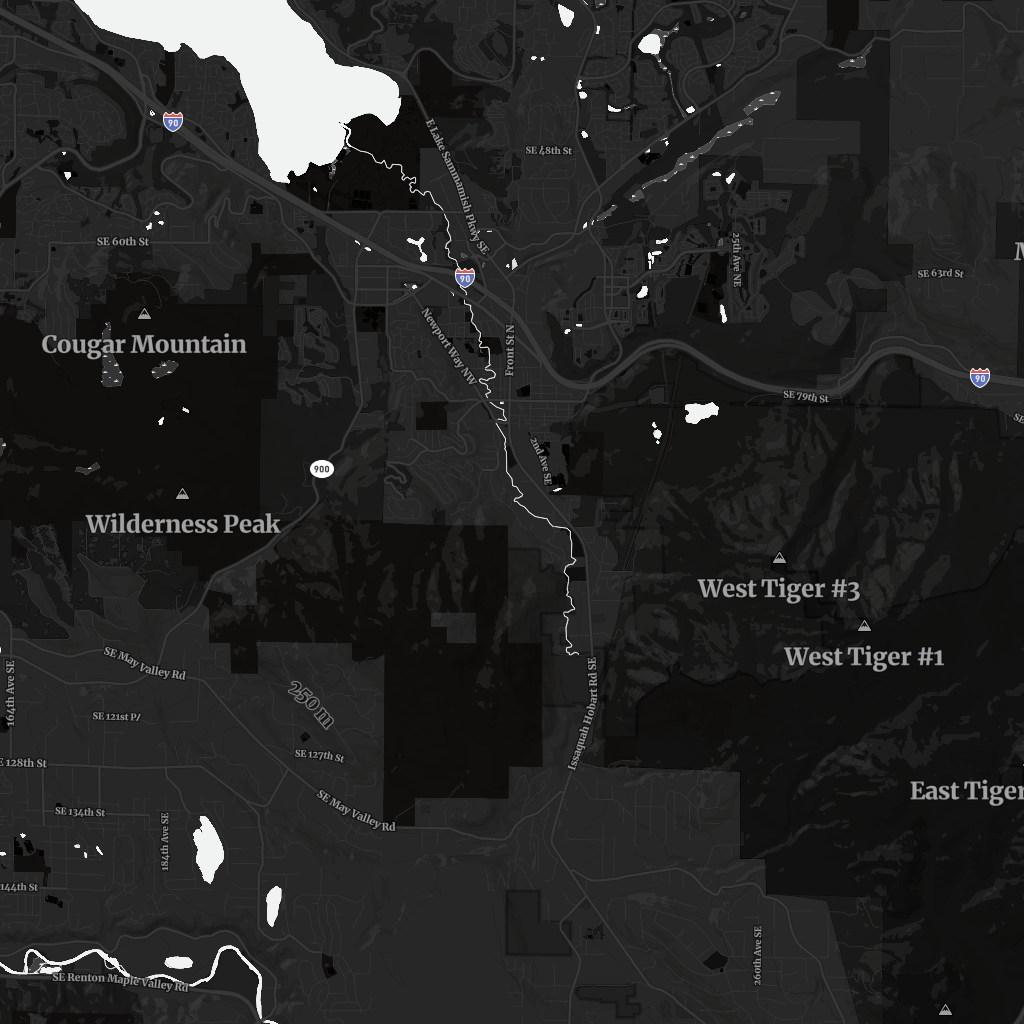 90
E Lake Sammamish Pkwy SE
SE 48th St
SE 60th St
25th Ave NE
SE 63rd St
90
Cougar Mountain
Newport Way NW
Front St N
90
SE 79th St
2nd Ave SE
900
Wilderness Peak
West Tiger #3
West Tiger #1
SE May Valley Rd
164th Ave SE
250 m
SE 121st Pl
Issaquah Hobart Rd SE
SE 127th St
E 128th St
East Tiger
SE May Valley Rd
SE 134th St
184th Ave SE
144th St
260th Ave SE
SE Renton Maple Valley Rd